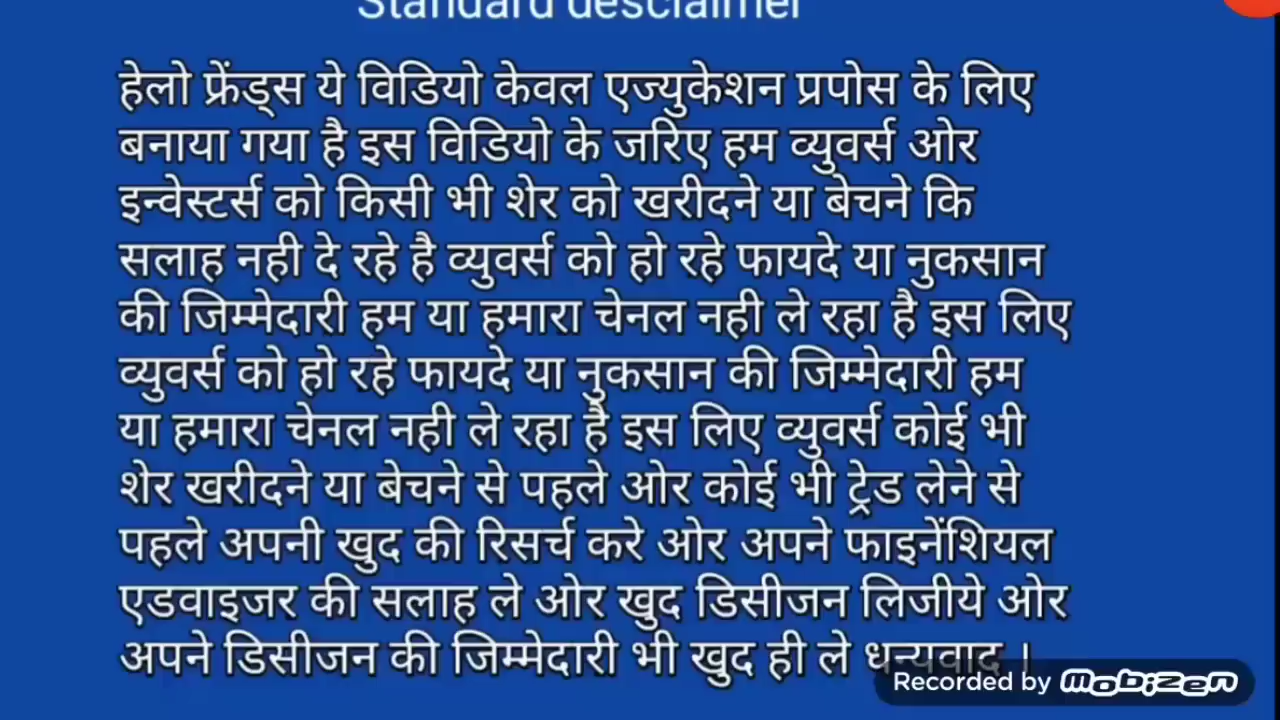 Standard desclaimer
हेलो फ्रेंड्स ये विडियो केवल एज्युकेशन प्रपोस के लिए
बनाया गया है इस विडियो के जरिए हम व्युवर्स ओर
इन्वेस्टर्स को किसी भी शेर को खरीदने या बेचने कि
सलाह नही दे रहे है व्युवर्स को हो रहे फायदे या नुकसान
की जिम्मेदारी हम या हमारा चेनल नही ले रहा है इस लिए
व्युवर्स को हो रहे फायदे या नुकसान की जिम्मेदारी हम
या हमारा चेनल नही ले रहा है इस लिए व्युवर्स कोई भी
शेर खरीदने या बेचने से पहले ओर कोई भी ट्रेड लेने से
पहले अपनी खुद की रिसर्च करे ओर अपने फाइनेंशियल
एडवाइजर की सलाह ले ओर खुद डिसीजन लिजीये ओर
अपने डिसीजन की जिम्मेदारी भी खुद ही ले धन्यवाद ।
Recorded by Mobizen